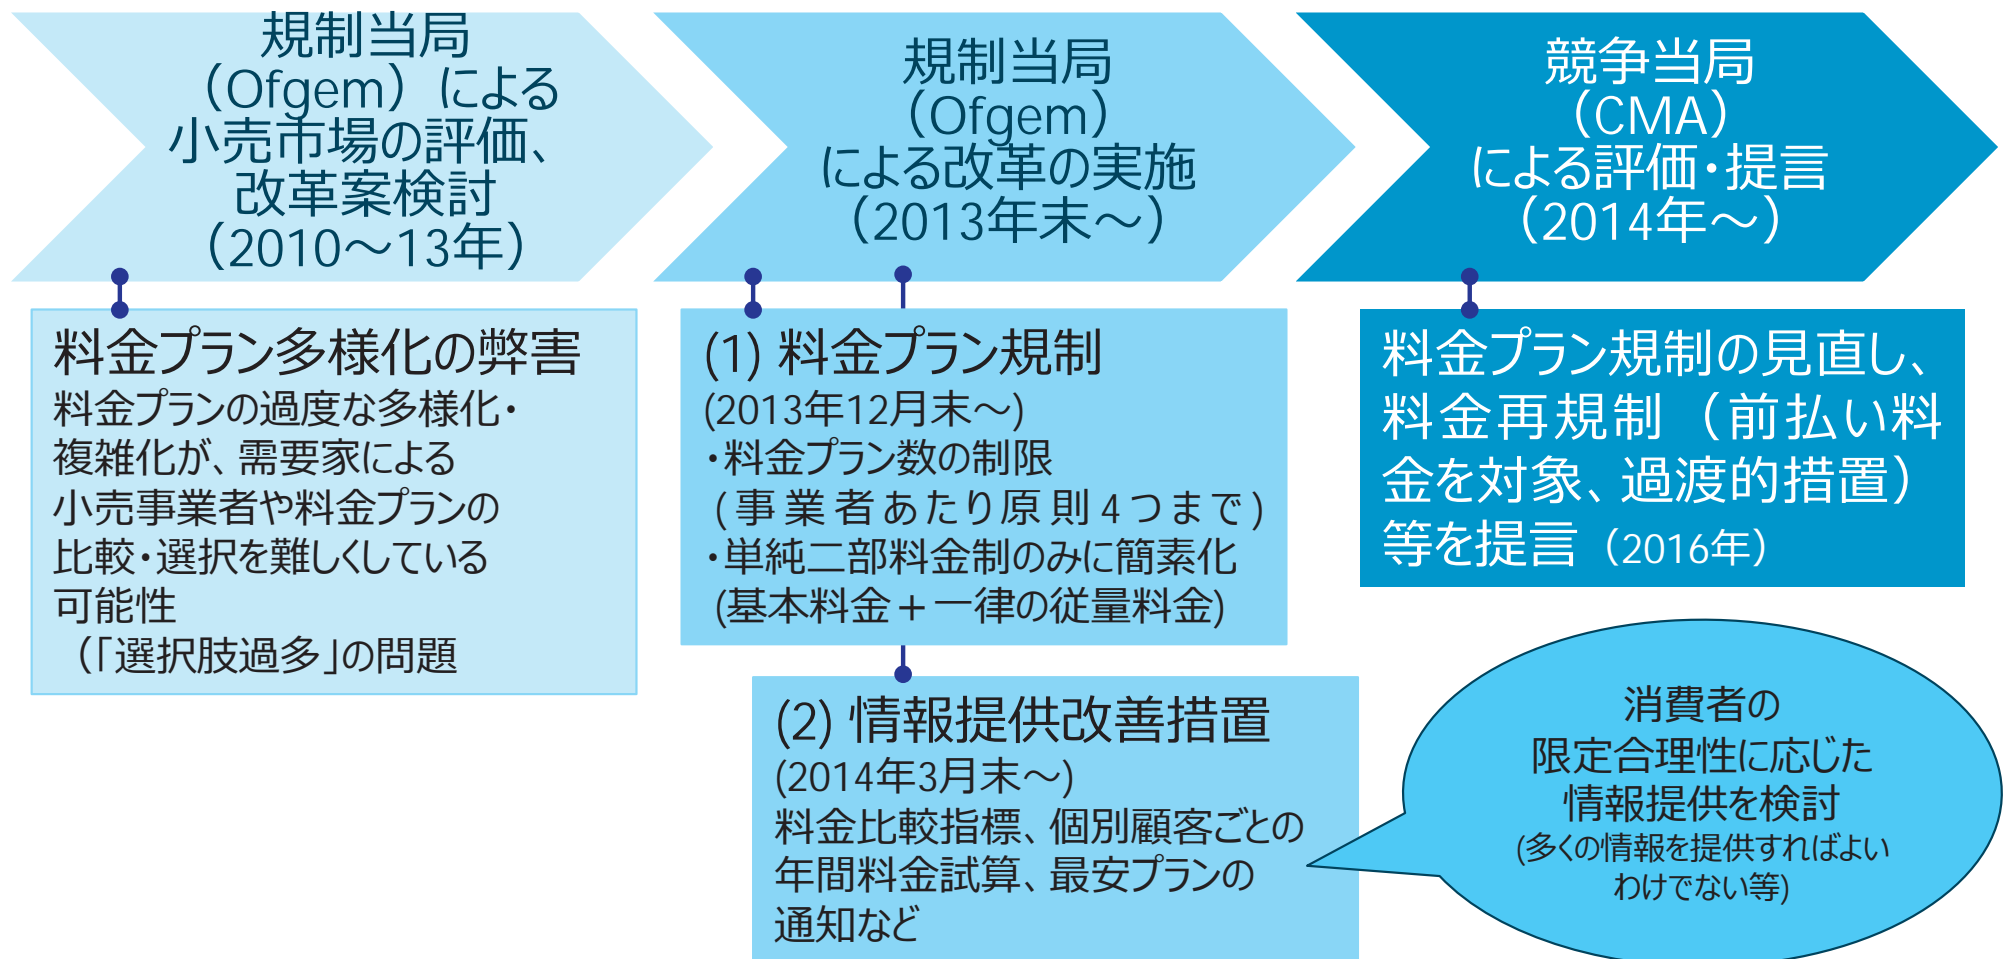 規制当局
（Ofgem）による
小売市場の評価、
改革案検討
（2010～13年）
規制当局
（Ofgem）
による改革の実施
（2013年末～）
競争当局
（CMA）
による評価・提言
（2014年～）
料金プラン多様化の弊害
料金プランの過度な多様化・
複雑化が、需要家による
小売事業者や料金プランの
比較・選択を難しくしている
可能性
（「選択肢過多」の問題
(1) 料金プラン規制
(2013年12月末～)
・料金プラン数の制限
(事業者あたり原則4つまで)
・単純二部料金制のみに簡素化
(基本料金＋一律の従量料金)
(2) 情報提供改善措置
(2014年3月末～)
料金比較指標、個別顧客ごとの
年間料金試算、最安プランの
通知など
料金プラン規制の見直し、
料金再規制（前払い料
金を対象、過渡的措置）
等を提言（2016年）
消費者の
限定合理性に応じた
情報提供を検討
(多くの情報を提供すればよい
わけでない等)